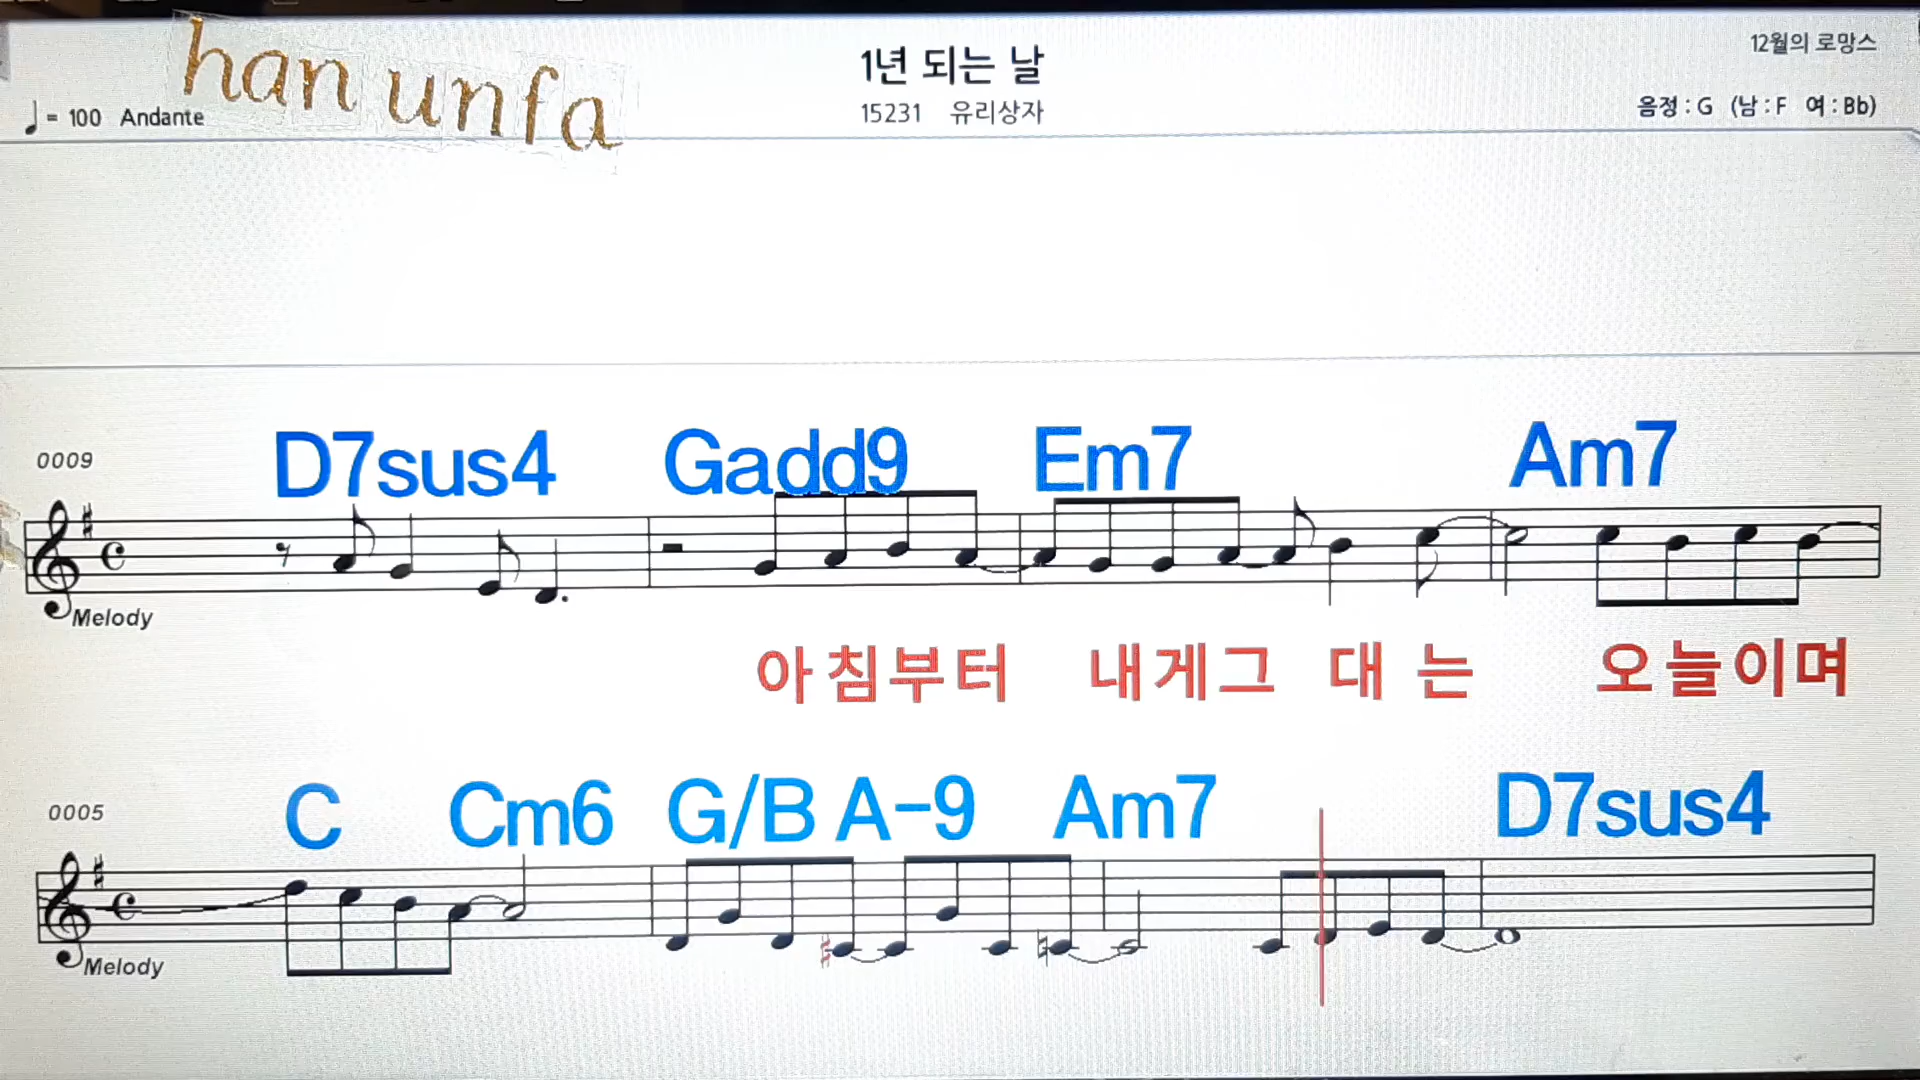 han unfa
1년 되는 날
12월의 로망스
♩= 100 Andante
15231 유리상자
음정 : G (남 : F 여 : Bb)
0009
D7sus4 Gadd9 Em7 Am7
Melody
아침부터 내게그 대 는 오늘이며
0005
C Cm6 G/B A-9 Am7 D7sus4
Melody